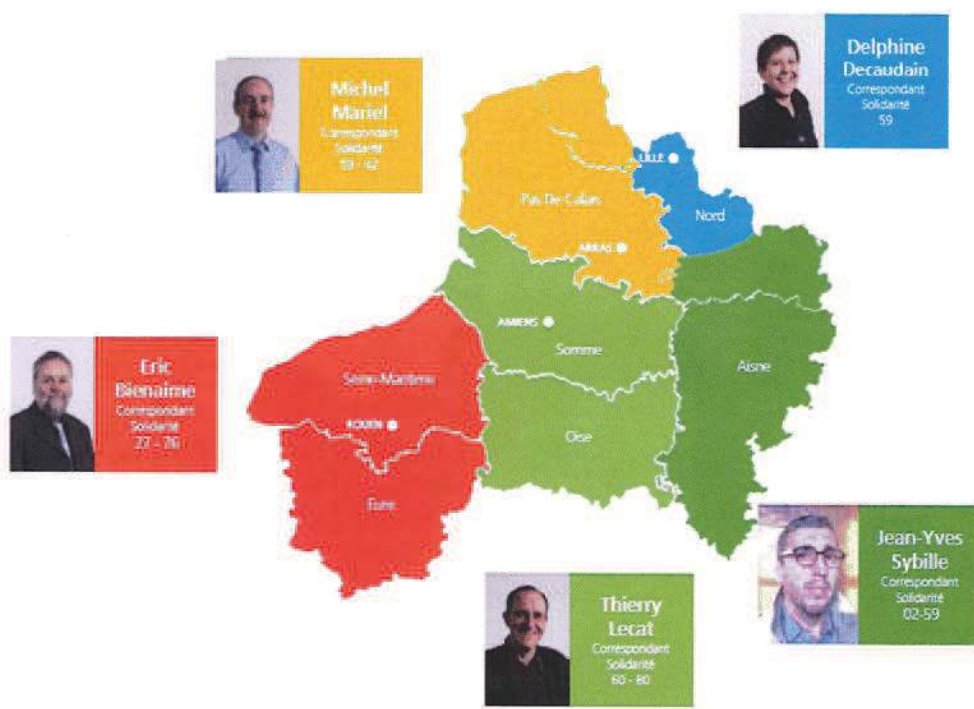 Michel
Mariel
Correspondant
Solidarité
59 - 62
Delphine
Decaudain
Correspondant
Solidarité
59
LILLE
Pas-De-Calais
Nord
ARRAS
AMIENS
Somme
Aisne
Seine-Maritime
ROUEN
Oise
Eure
Eric
Bienaime
Correspondant
Solidarité
27 - 76
Jean-Yves
Sybille
Correspondant
Solidarité
02-59
Thierry
Lecat
Correspondant
Solidarité
60 - 80